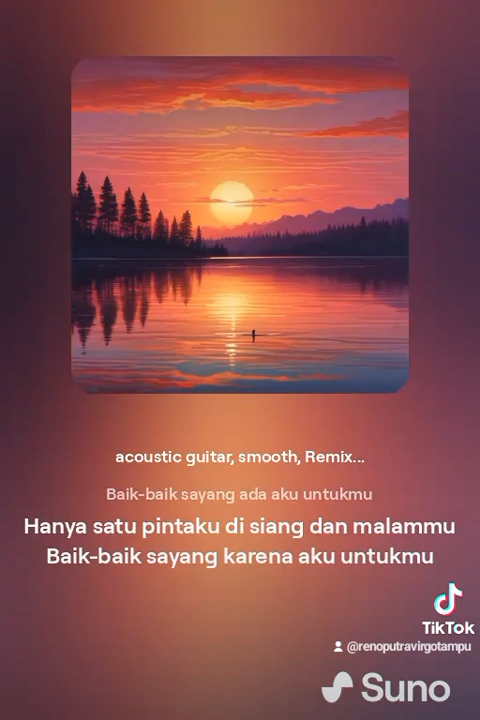 acoustic guitar, smooth, Remix...
Baik-baik sayang ada aku untukmu
Hanya satu pintaku di siang dan malammu
Baik-baik sayang karena aku untukmu
TikTok
@renoputravirgotampu
Suno